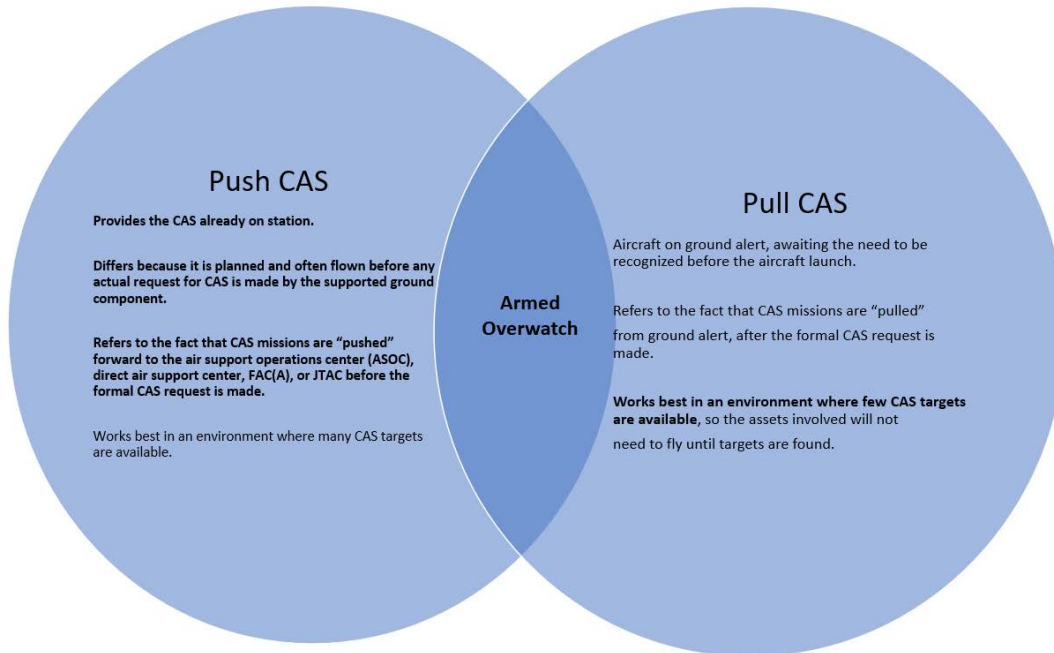 Push CAS
Provides the CAS already on station.
Differs because it is planned and often flown before any
actual request for CAS is made by the supported ground
component.
Refers to the fact that CAS missions are “pushed”
forward to the air support operations center (ASOC),
direct air support center, FAC(A), or JTAC before the
formal CAS request is made.
Works best in an environment where many CAS targets
are available.
Armed
Overwatch
Pull CAS
Aircraft on ground alert, awaiting the need to be
recognized before the aircraft launch.
Refers to the fact that CAS missions are “pulled”
from ground alert, after the formal CAS request is
made.
Works best in an environment where few CAS targets
are available, so the assets involved will not
need to fly until targets are found.